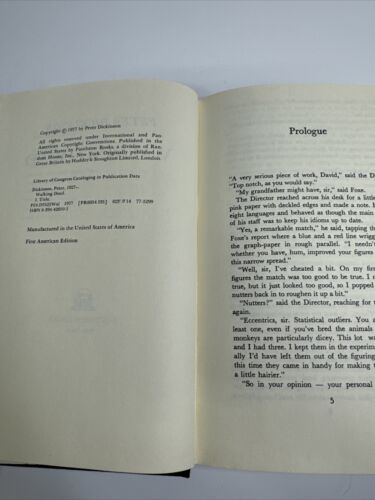 Copyright © 1977 by Peter Dickinson
All rights reserved under International and Pan-
American Copyright Conventions. Published in the
United States by Pantheon Books, a division of Ran-
dom House, Inc., New York. Originally published in
Great Britain by Hodder & Stoughton Limited, London.
Library of Congress Cataloging in Publication Data
Dickinson, Peter, 1927–
Walking Dead.
I. Title.
1977
ISBN
Manufactured in the United States of America
First American Edition
Prologue
"A very serious piece of work, David," said the D
"Top notch, as you would say."
"My grandfather might have, sir," said Foxe.
The Director reached across his desk for a little
pink paper with deckled edges and made a note. H
eight languages and behaved as though the main
of his staff was to keep his idioms up to date.
"Yes, a remarkable match," he said, tapping the
Foxe's report where a blue and a red line wriggl
the graph-paper in rough parallel. "I needn't
whether you have, hum, improved your figures
this narrow spread."
"Well, sir, I've cheated a bit. On my first
figures the match was too good to be true. I m
true, but it just looked too good, so I popped
nutters back in to roughen it up a bit."
"Nutters?" said the Director, reaching for
again.
"Eccentrics, sir. Statistical outliers. You a
least one, even if you've bred the animals
monkeys are particularly dicey. This lot w
and I had three. I kept them in the experim
ally I'd have left them out of the figuring
this time they came in handy for making
a little hairier."
"So in your opinion — your personal
5